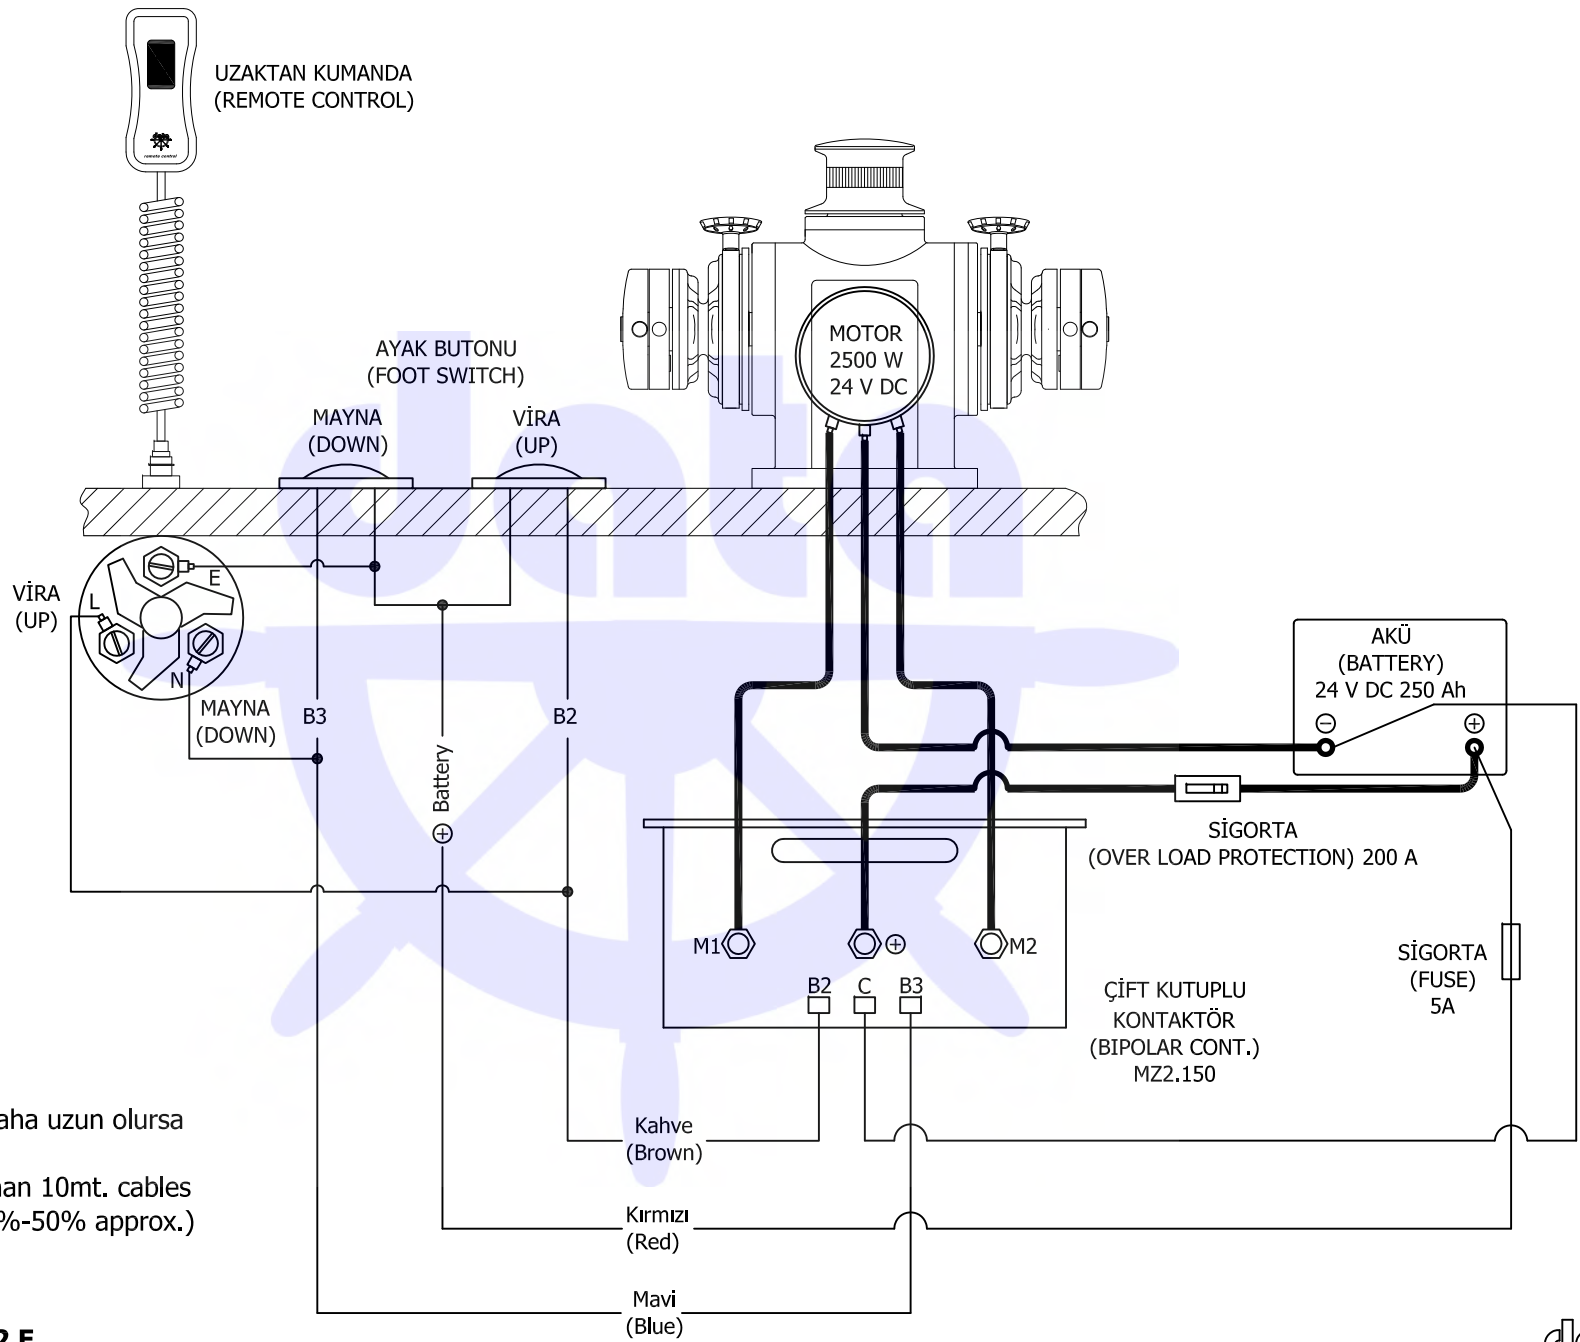 UZAKTAN KUMANDA
(REMOTE CONTROL)
remote control
AYAK BUTONU
(FOOT SWITCH)
MAYNA
(DOWN)
VİRA
(UP)
MOTOR
2500 W
24 V DC
VİRA
(UP)
E
L
N
MAYNA
(DOWN)
B3
B2
Battery
+
AKÜ
(BATTERY)
24 V DC 250 Ah
−
+
SİGORTA
(OVER LOAD PROTECTION) 200 A
M1
+
M2
B2
C
B3
SİGORTA
(FUSE)
5A
ÇİFT KUTUPLU
KONTAKTÖR
(BIPOLAR CONT.)
MZ2.150
Kahve
(Brown)
Kırmızı
(Red)
Mavi
(Blue)
aha uzun olursa
an 10mt. cables
%-50% approx.)
data